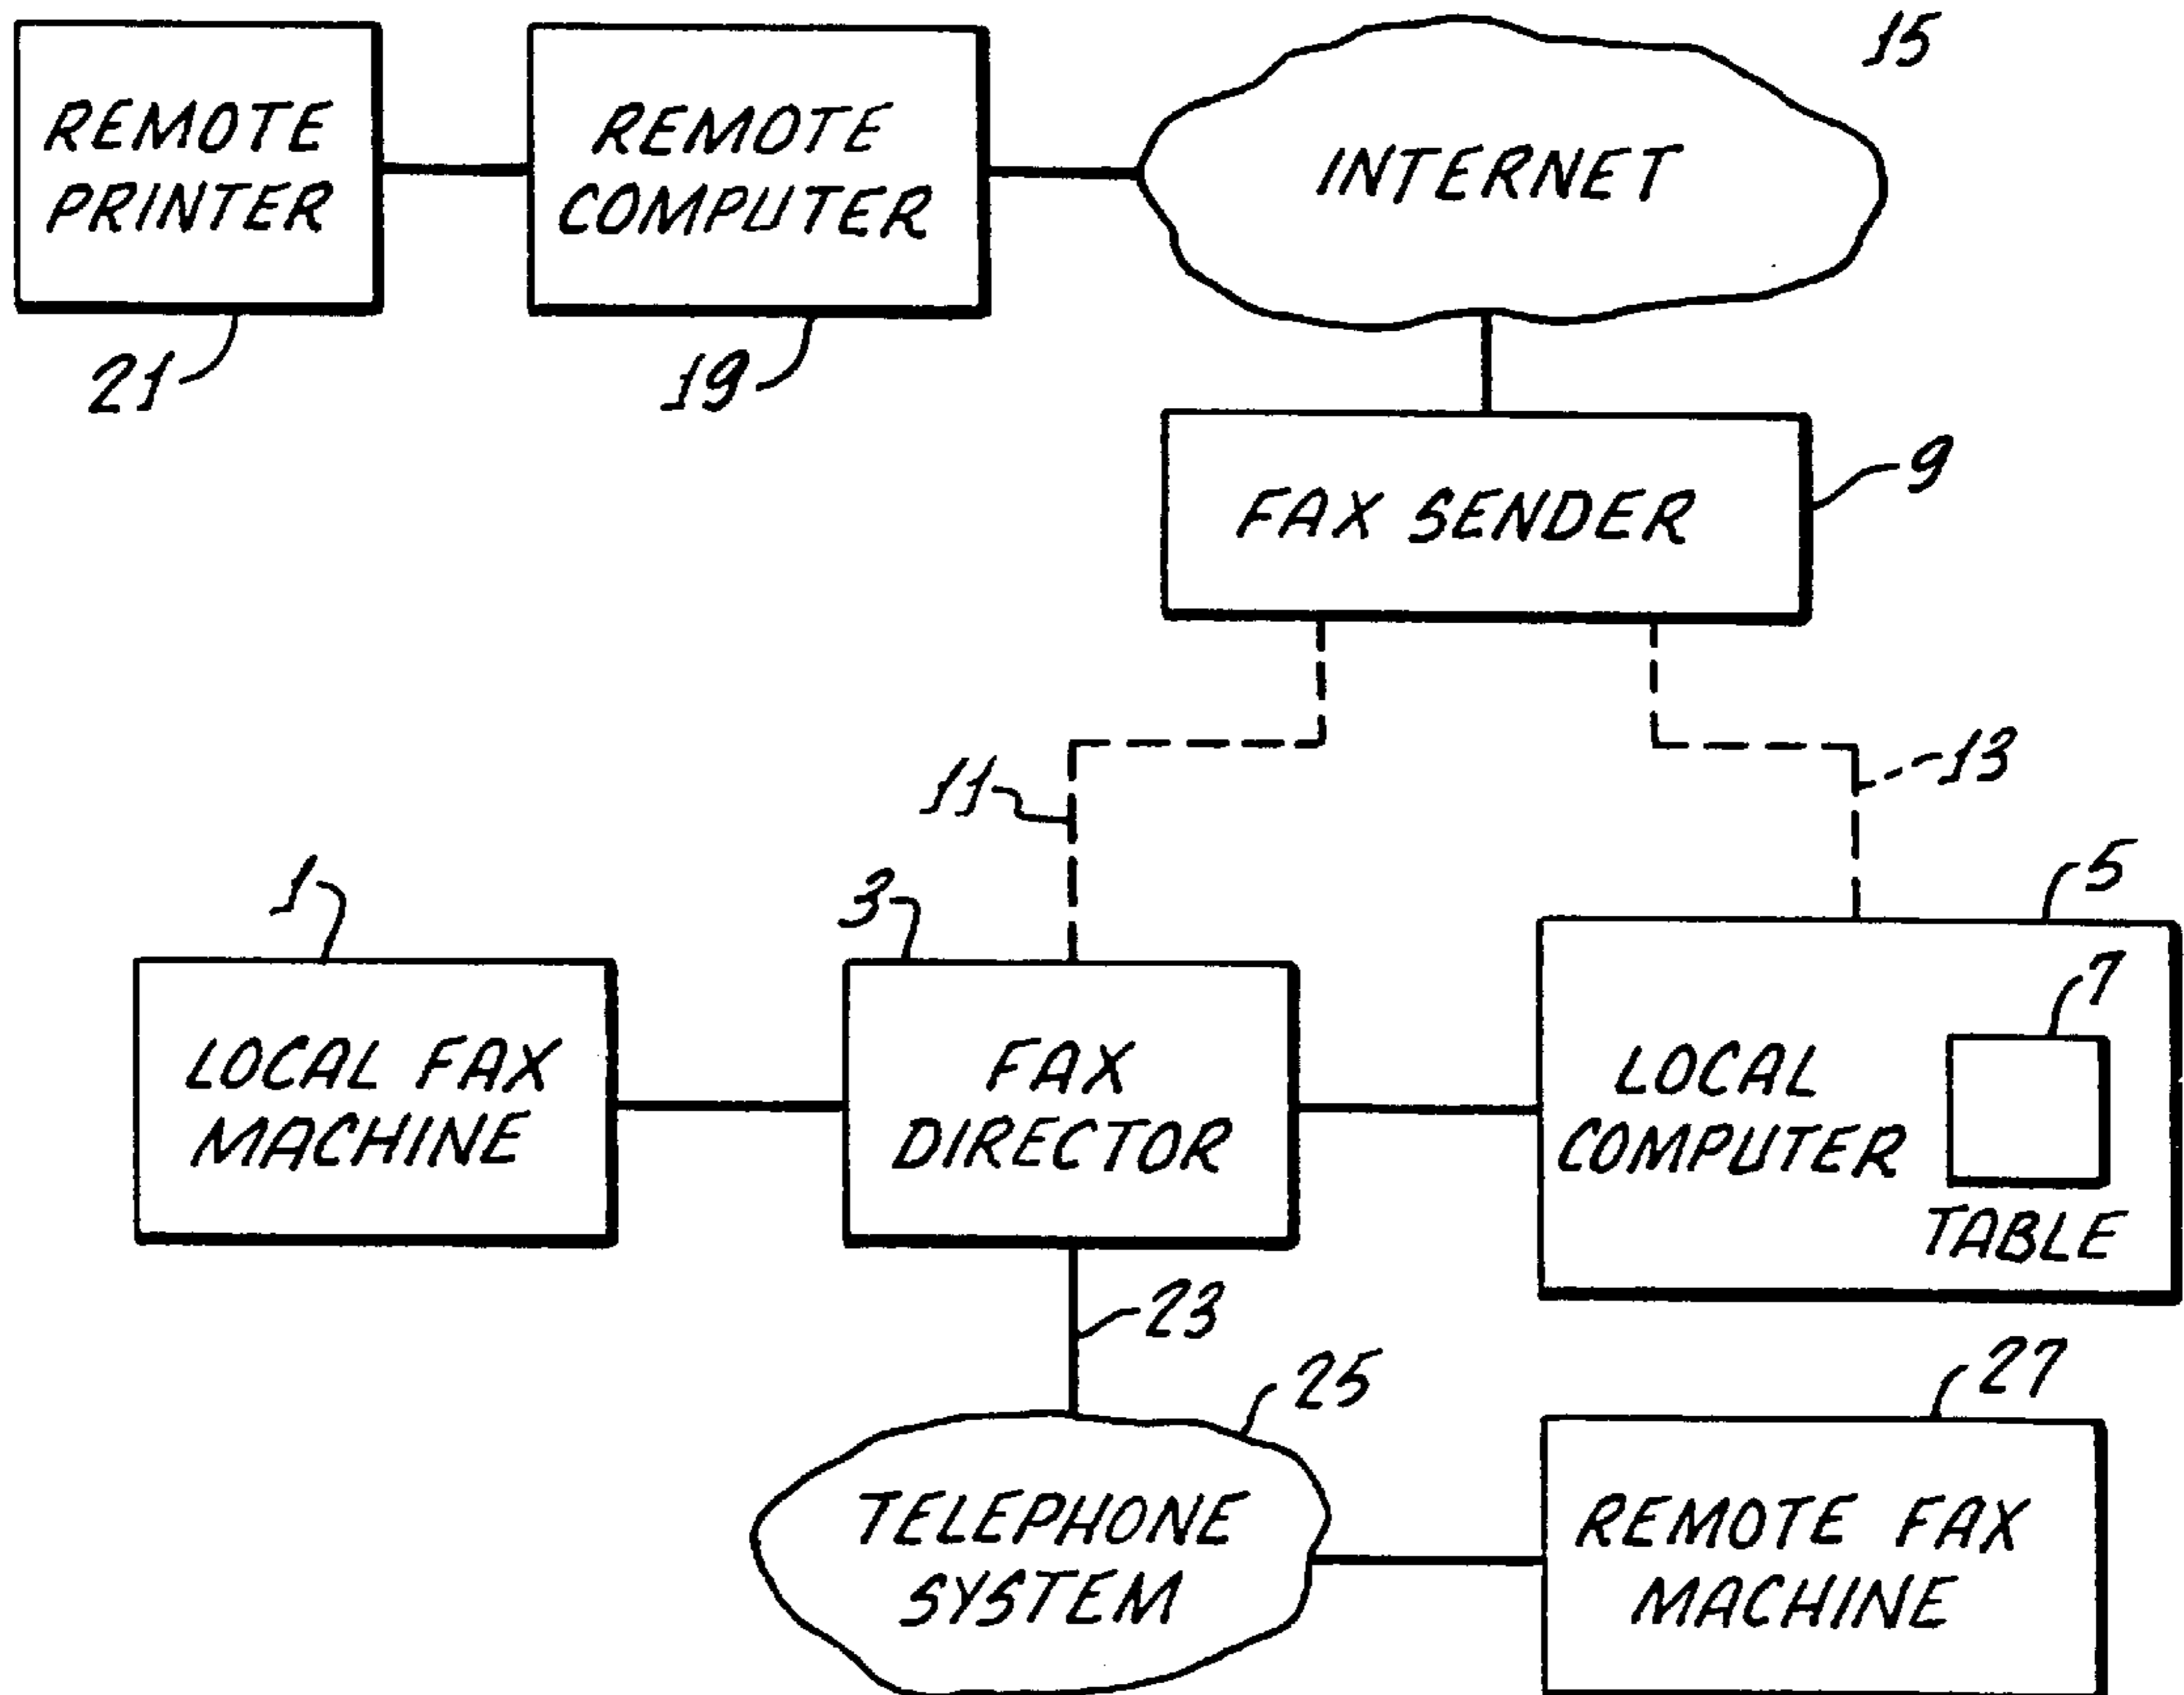 15
REMOTE
PRINTER
REMOTE
COMPUTER
INTERNET
21
19
FAX SENDER
9
11
13
1
3
5
7
LOCAL FAX
MACHINE
FAX
DIRECTOR
LOCAL
COMPUTER
TABLE
23
25
27
TELEPHONE
SYSTEM
REMOTE FAX
MACHINE